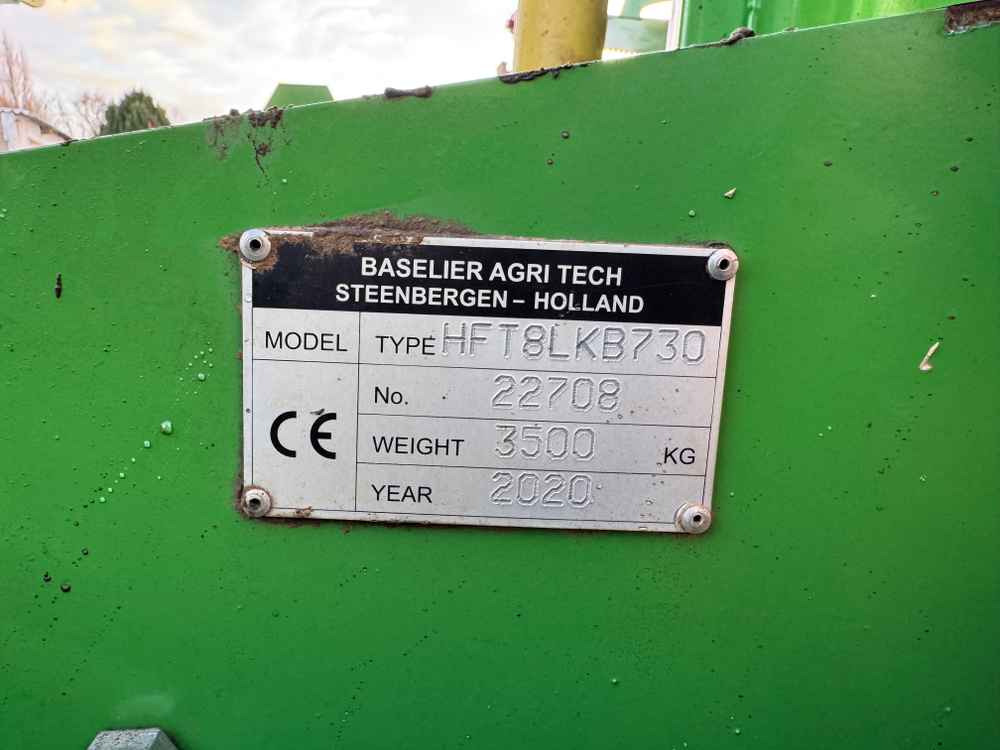 BASELIER AGRI TECH
STEENBERGEN – HOLLAND
MODEL TYPE HFT8LKB730
No. 22708
CE WEIGHT 3500 KG
YEAR 2020